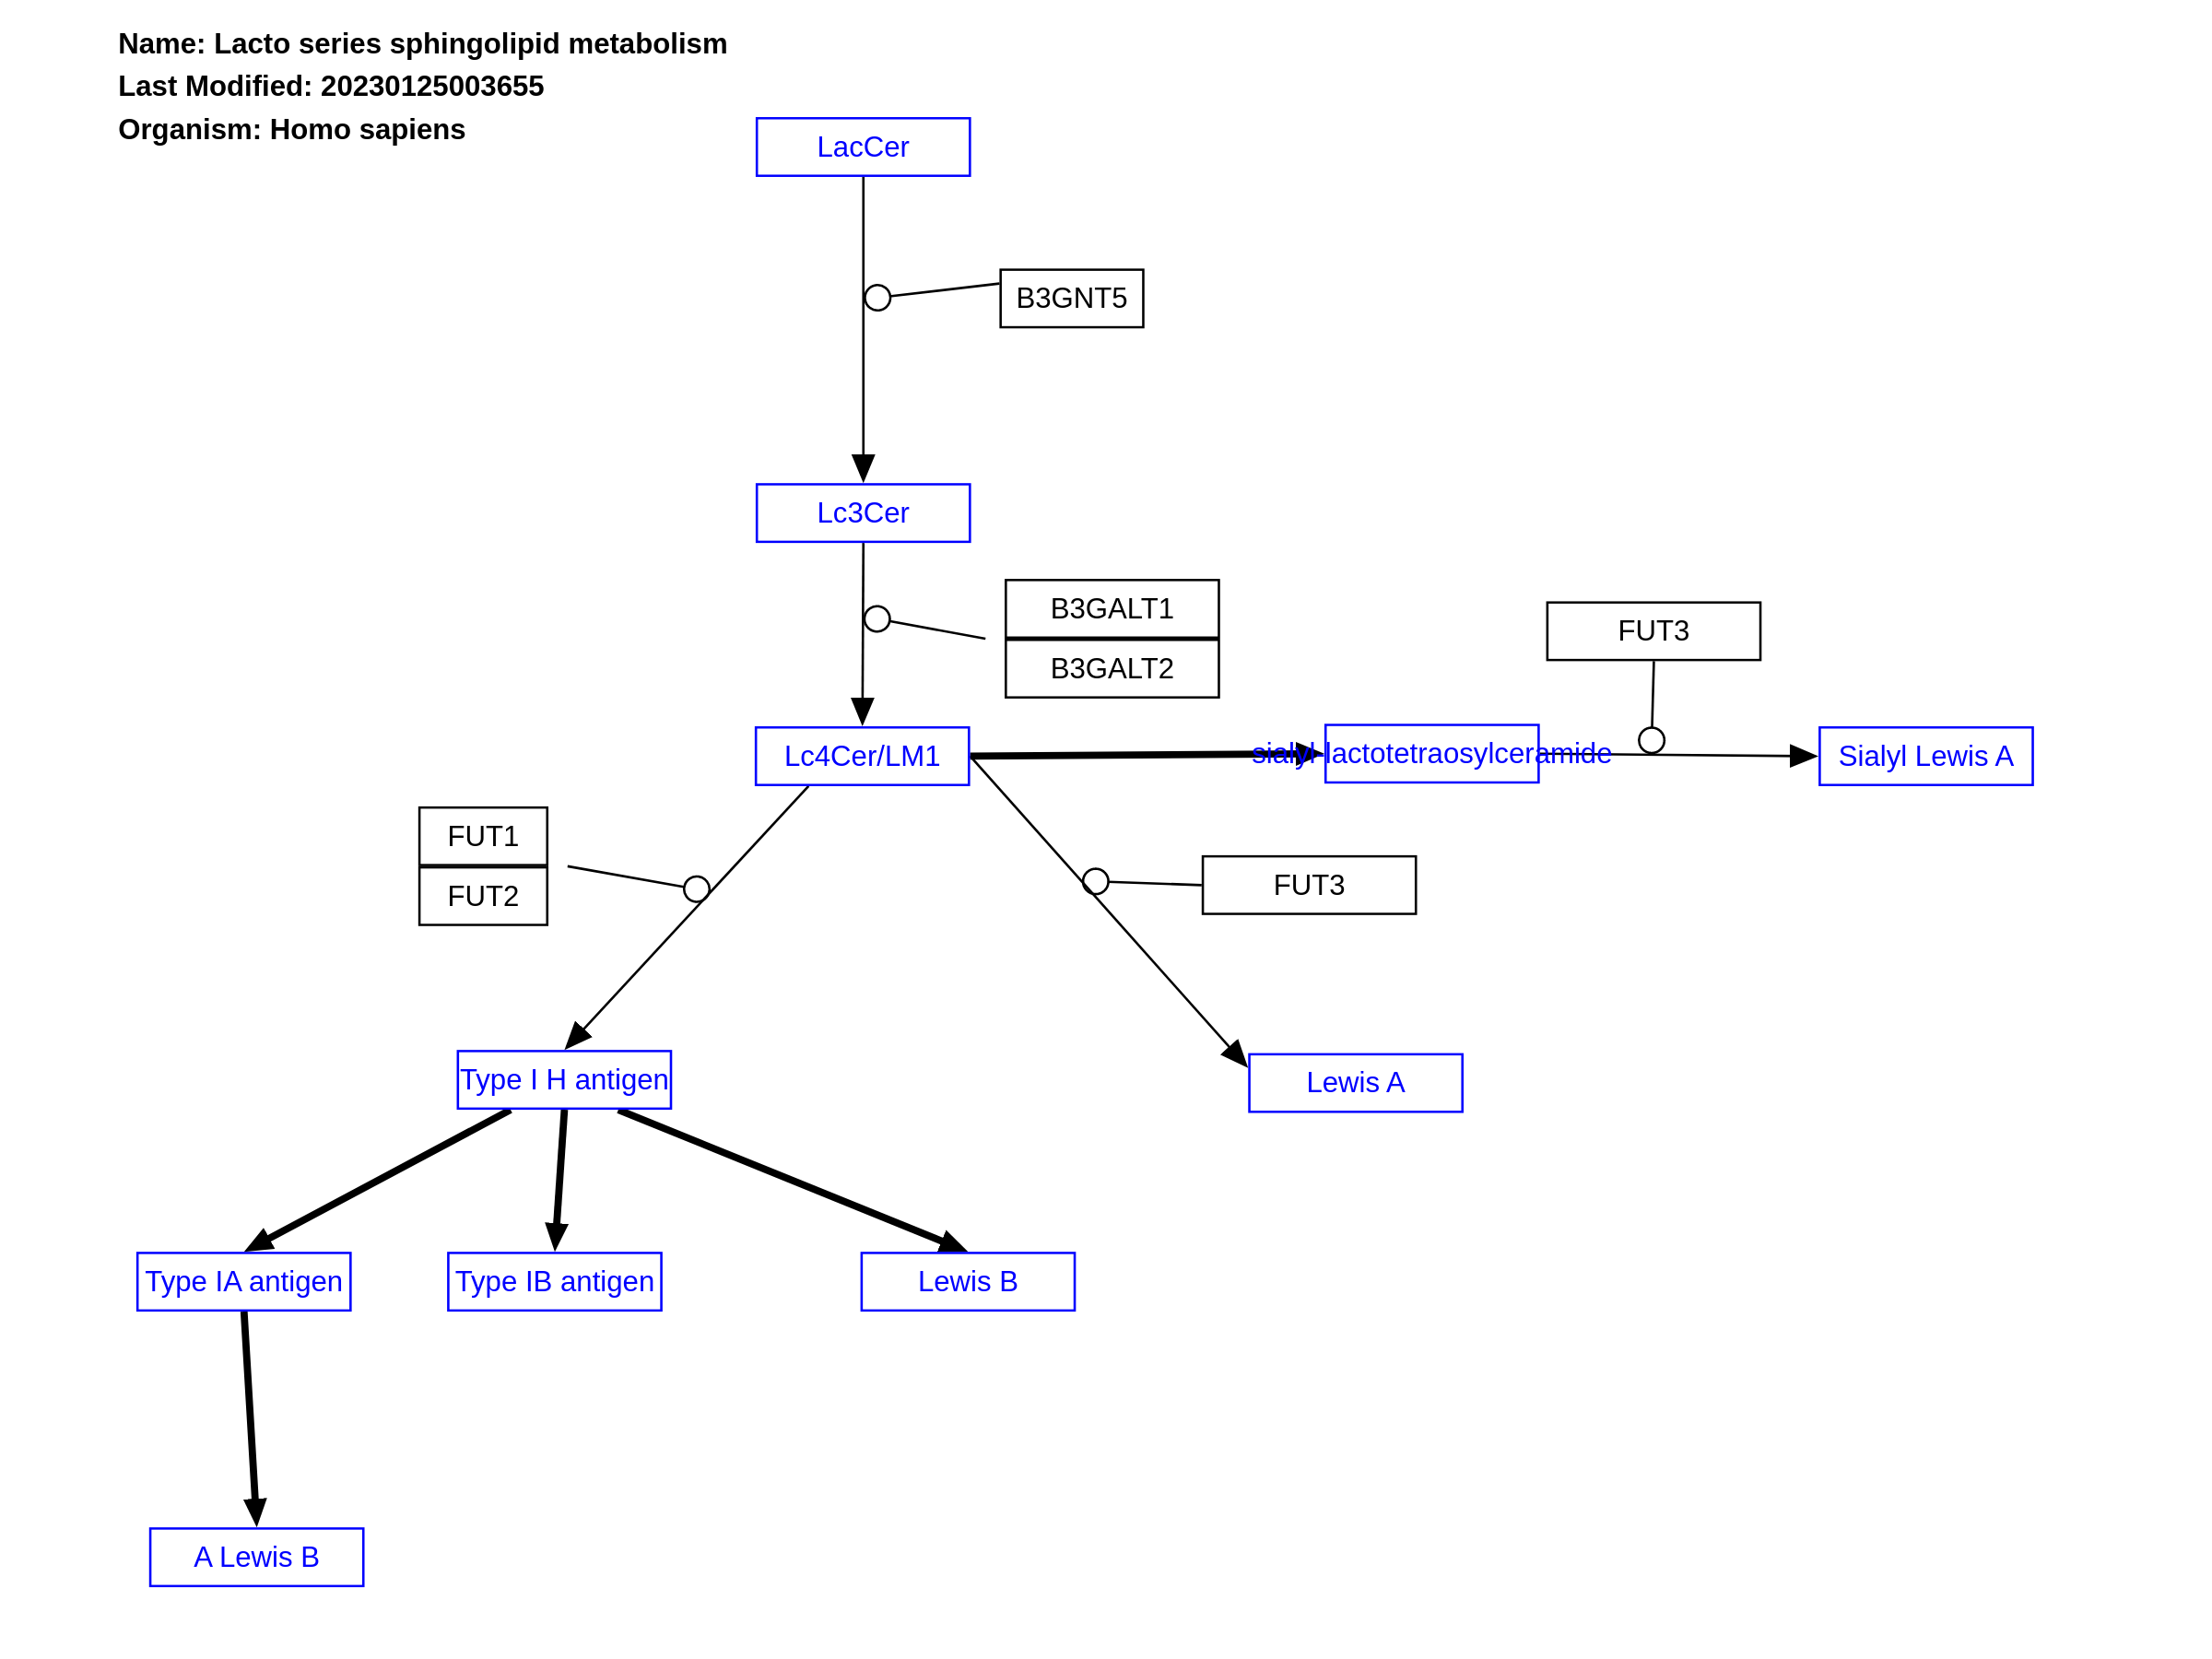 Name: Lacto series sphingolipid metabolism
Last Modified: 20230125003655
Organism: Homo sapiens
LacCer
B3GNT5
Lc3Cer
B3GALT1
B3GALT2
FUT3
Lc4Cer/LM1
sialyl-lactotetraosylceramide
Sialyl Lewis A
FUT1
FUT2
FUT3
Type I H antigen
Lewis A
Type IA antigen
Type IB antigen
Lewis B
A Lewis B